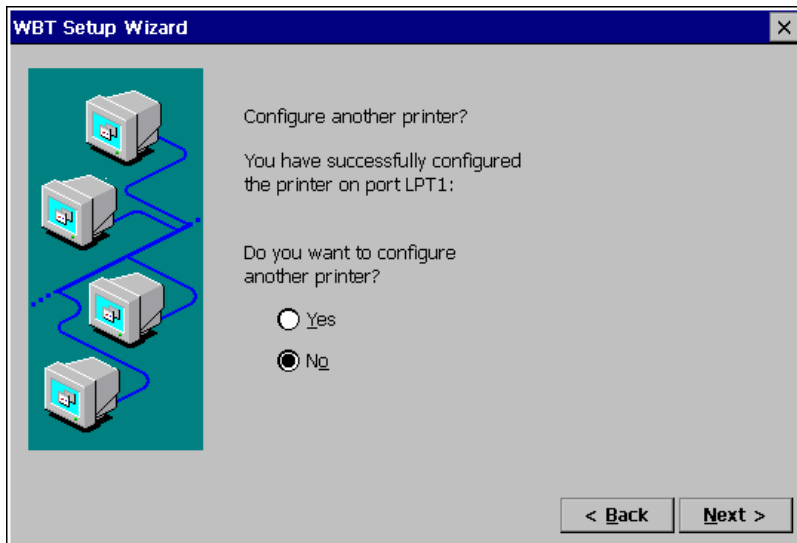 WBT Setup Wizard
Configure another printer?
You have successfully configured
the printer on port LPT1:
Do you want to configure
another printer?
Yes
No
< Back
Next >